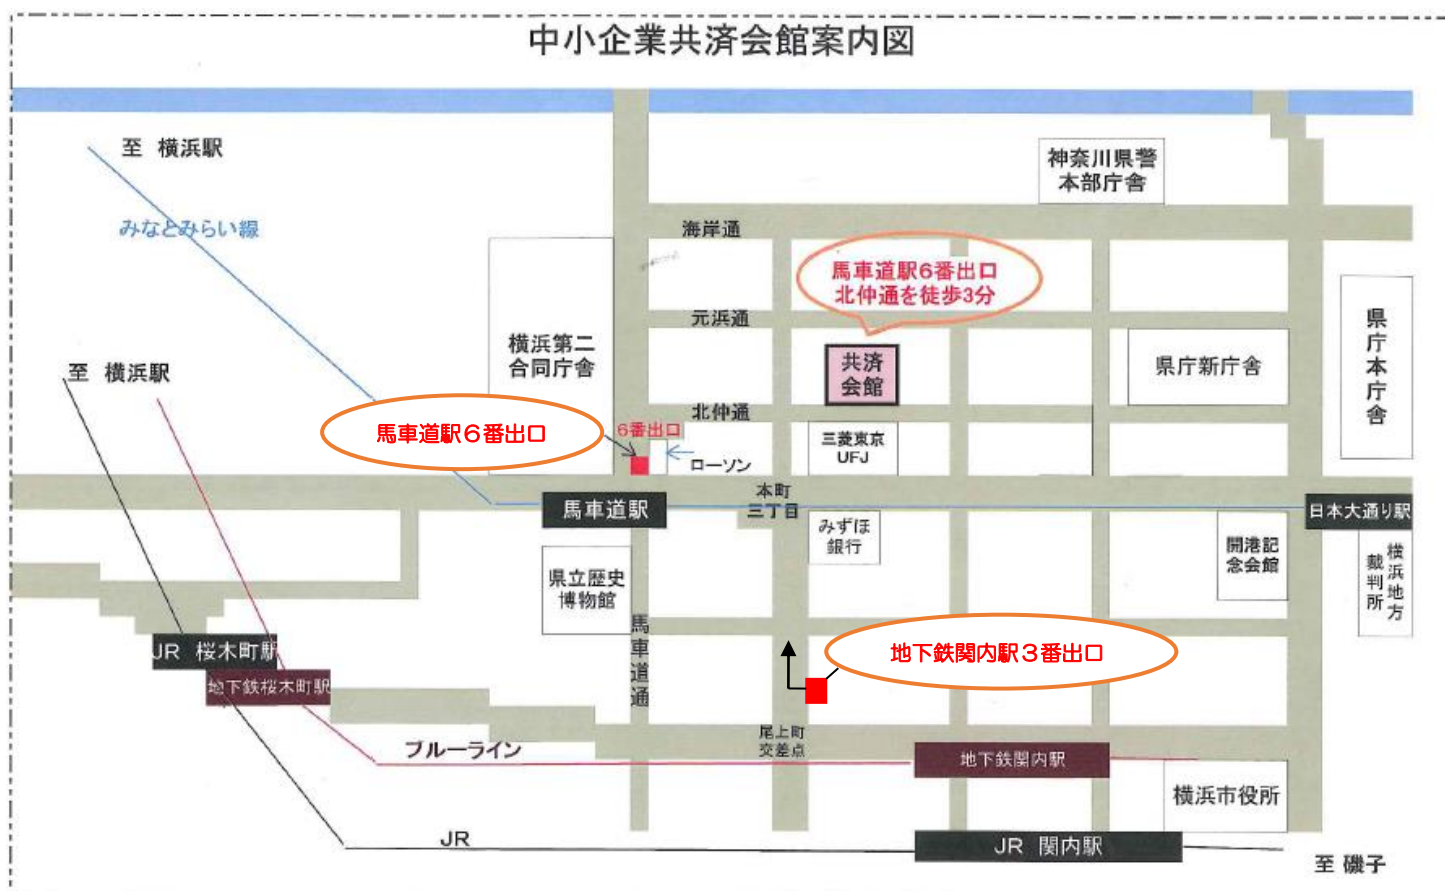 中小企業共済会館案内図
至 横浜駅
みなとみらい線
神奈川県警
本部庁舎
海岸通
馬車道駅6番出口
北仲通を徒歩3分
元浜通
横浜第二
合同庁舎
共済
会館
県庁新庁舎
県庁本庁舎
至 横浜駅
北仲通
馬車道駅６番出口
6番出口
ローソン
三菱東京
UFJ
本町
三丁目
馬車道駅
日本大通り駅
みずほ
銀行
開港記
念会館
横浜地方
裁判所
県立歴史
博物館
馬車道通
地下鉄関内駅３番出口
JR 桜木町駅
地下鉄桜木町駅
尾上町
交差点
ブルーライン
地下鉄関内駅
横浜市役所
JR
JR 関内駅
至 磯子